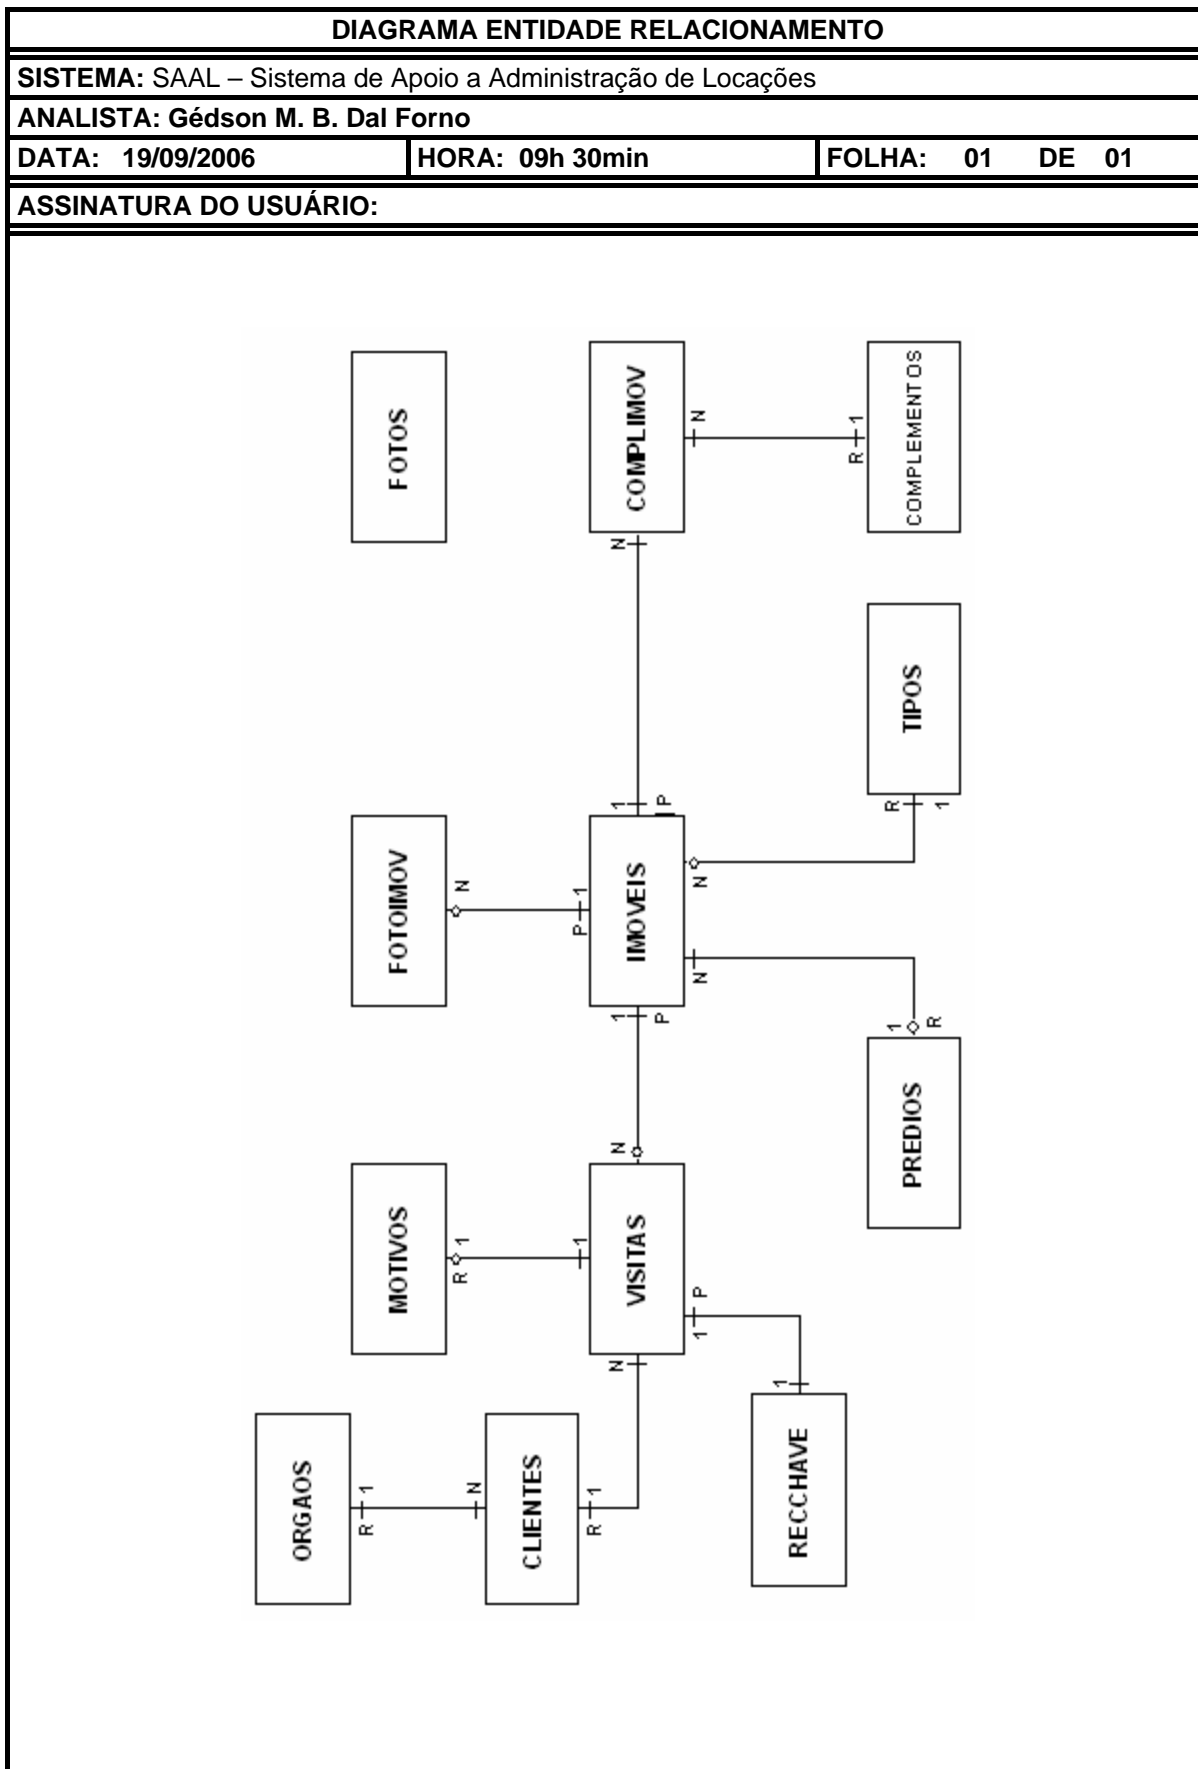 DIAGRAMA ENTIDADE RELACIONAMENTO
SISTEMA: SAAL – Sistema de Apoio a Administração de Locações
ANALISTA: Gédson M. B. Dal Forno
DATA: 19/09/2006 HORA: 09h 30min FOLHA: 01 DE 01
ASSINATURA DO USUÁRIO:
FOTOS
COMPLIMOV
N
N
R 1
COMPLEMENTOS
TIPOS
R 1
FOTOIMOV
N
P 1
1 P
IMOVEIS
N
N
1 P
1 R
PREDIOS
MOTIVOS
R 1
1
N
VISITAS
N
1 P
ORGAOS
R 1
N
CLIENTES
R 1
1
RECCHAVE